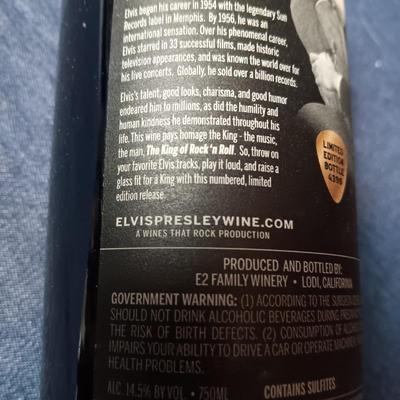 Elvis began his career in 1954 with the legendary Sun
Records label in Memphis. By 1956, he was an
international sensation. Over his phenomenal career,
Elvis starred in 33 successful films, made historic
television appearances, and was known the world over for
his live concerts. Globally, he sold over a billion records.
Elvis's talent, good looks, charisma, and good humor
endeared him to millions, as did the humility and
human kindness he demonstrated throughout his
life. This wine pays homage to the King - the music,
the man, The King of Rock 'n Roll. So, throw on
your favorite Elvis tracks, play it loud, and raise a
glass fit for a King with this numbered, limited
edition release.
LIMITED
EDITION
BOTTLE
4396
ELVISPRESLEYWINE.COM
A WINES THAT ROCK PRODUCTION
PRODUCED AND BOTTLED BY:
E2 FAMILY WINERY • LODI, CALIFORNIA
GOVERNMENT WARNING: (1) ACCORDING TO THE SURGEON
SHOULD NOT DRINK ALCOHOLIC BEVERAGES DURING
THE RISK OF BIRTH DEFECTS. (2) CONSUMPTION OF
IMPAIRS YOUR ABILITY TO DRIVE A CAR OR OPERATE
HEALTH PROBLEMS.
ALC. 14.5% BY VOL. • 750ML
CONTAINS SULFITES